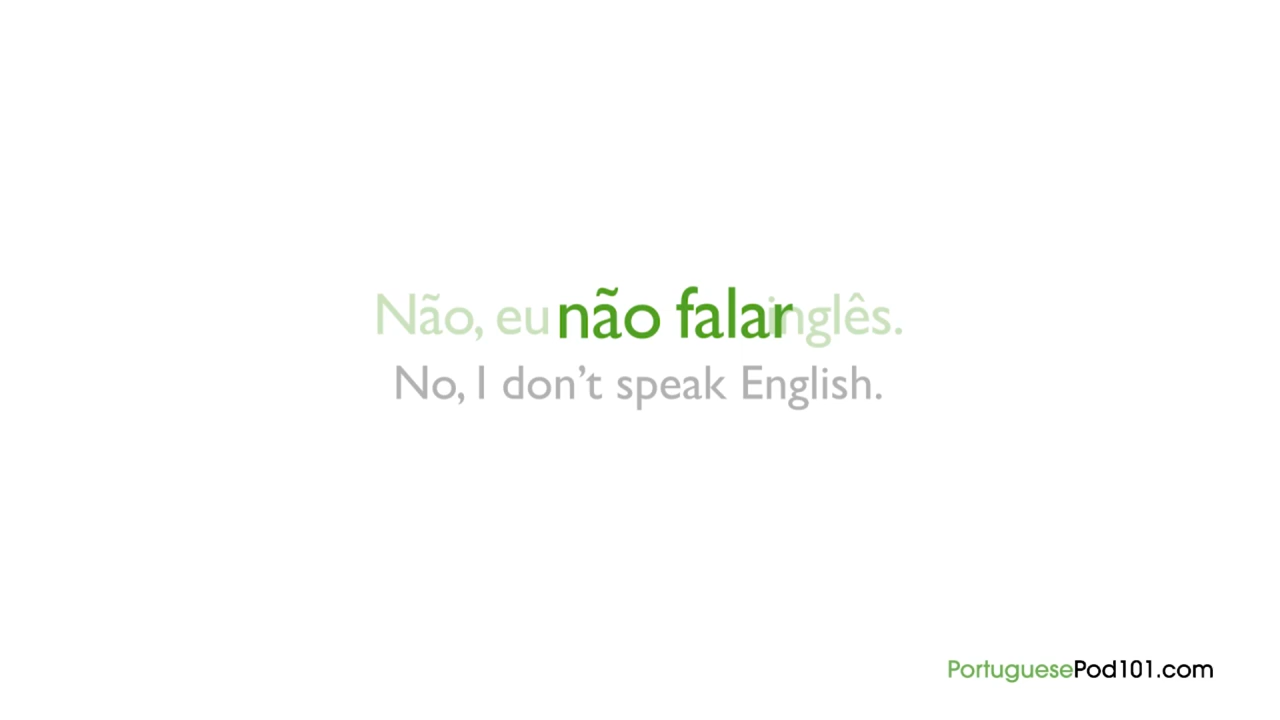 Não, eu não falar inglês.
No, I don’t speak English.
PortuguesePod101.com